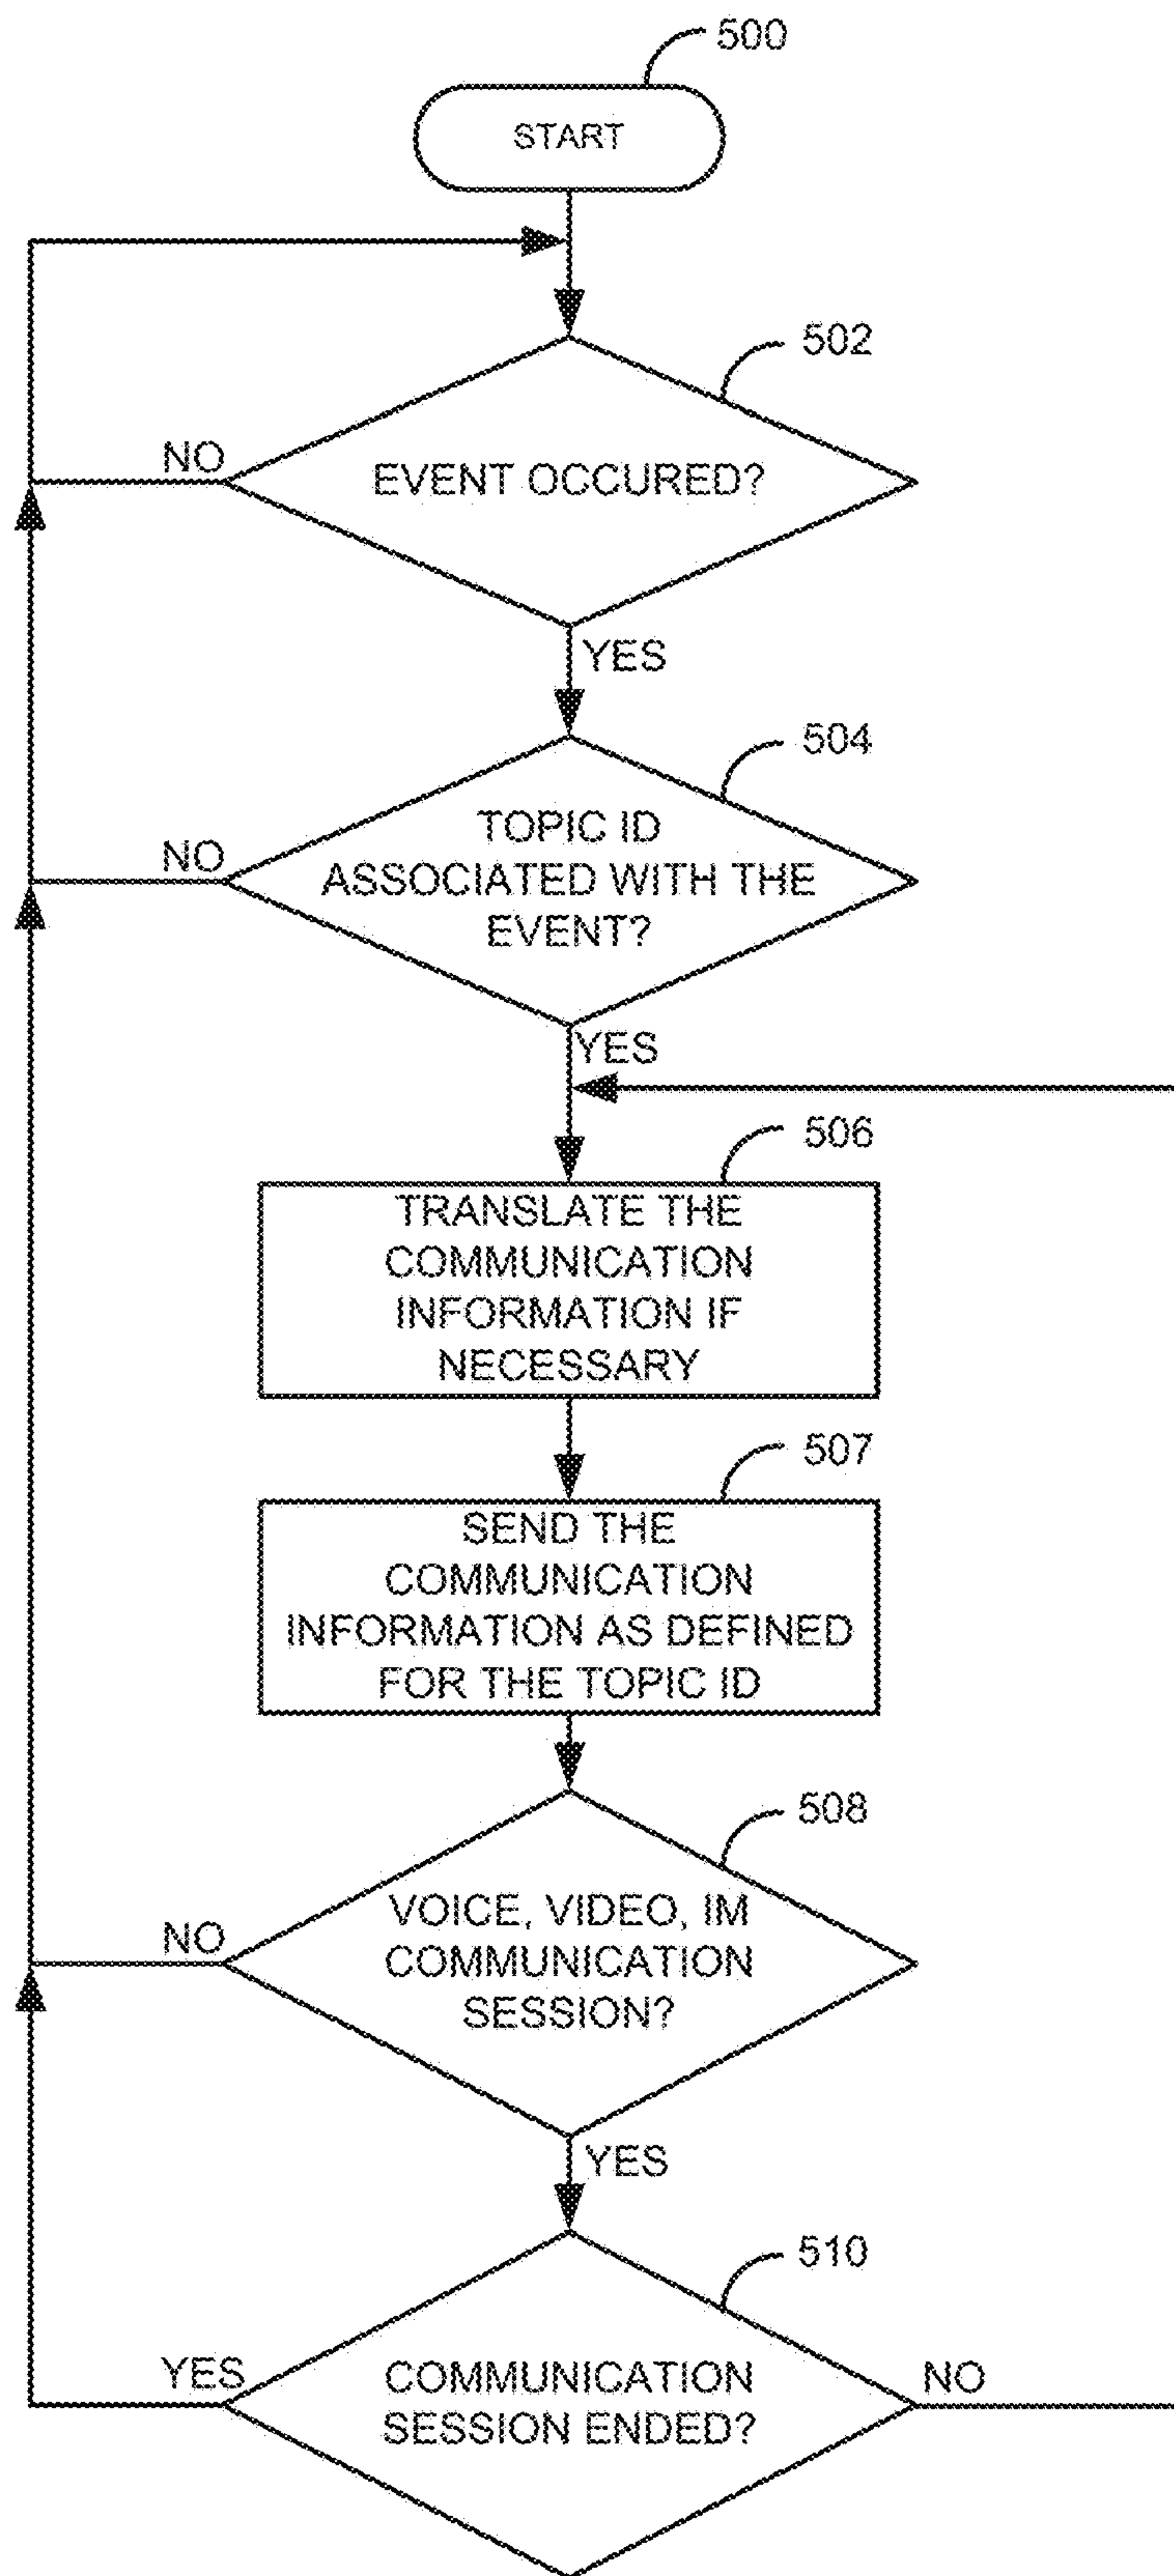 500
START
502
NO
EVENT OCCURED?
YES
504
NO
TOPIC ID
ASSOCIATED WITH THE
EVENT?
YES
506
TRANSLATE THE
COMMUNICATION
INFORMATION IF
NECESSARY
507
SEND THE
COMMUNICATION
INFORMATION AS DEFINED
FOR THE TOPIC ID
508
NO
VOICE, VIDEO, IM
COMMUNICATION
SESSION?
YES
510
YES
COMMUNICATION
SESSION ENDED?
NO